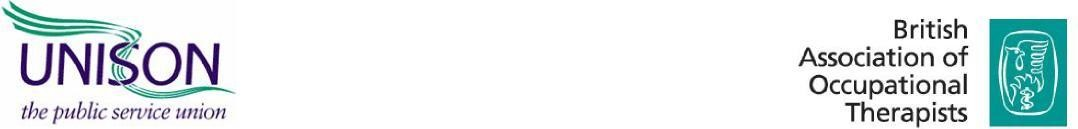 UNISON
the public service union
British
Association of
Occupational
Therapists